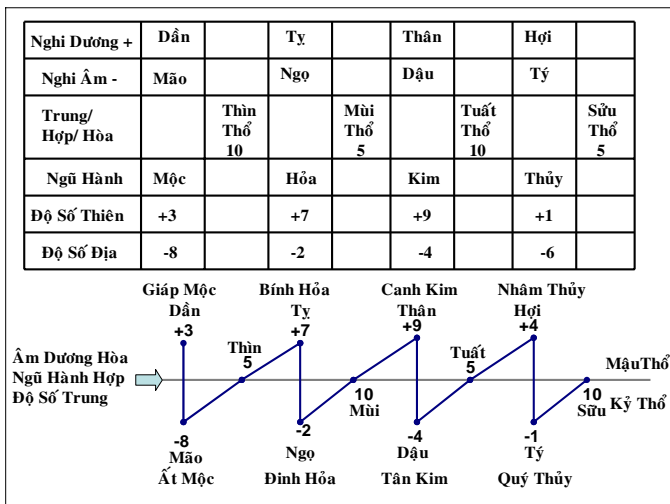 Nghi Dương + Dần Tỵ Thân Hợi
Nghi Âm - Mão Ngọ Dậu Tý
Trung/ Thìn Mùi Tuất Sửu
Hợp/ Hòa Thổ Thổ Thổ Thổ
10 5 10 5
Ngũ Hành Mộc Hỏa Kim Thủy
Độ Số Thiên +3 +7 +9 +1
Độ Số Địa -8 -2 -4 -6
Giáp Mộc Bính Hỏa Canh Kim Nhâm Thủy
Dần Tỵ Thân Hợi
+3 +7 +9 +4
Thìn Tuất
5 5
Âm Dương Hòa MậuThổ
Ngũ Hành Hợp
Độ Số Trung
10 10
Mùi Sữu Kỷ Thổ
-8 -2 -4 -1
Mão Ngọ Dậu Tý
Ất Mộc Đinh Hỏa Tân Kim Quý Thủy